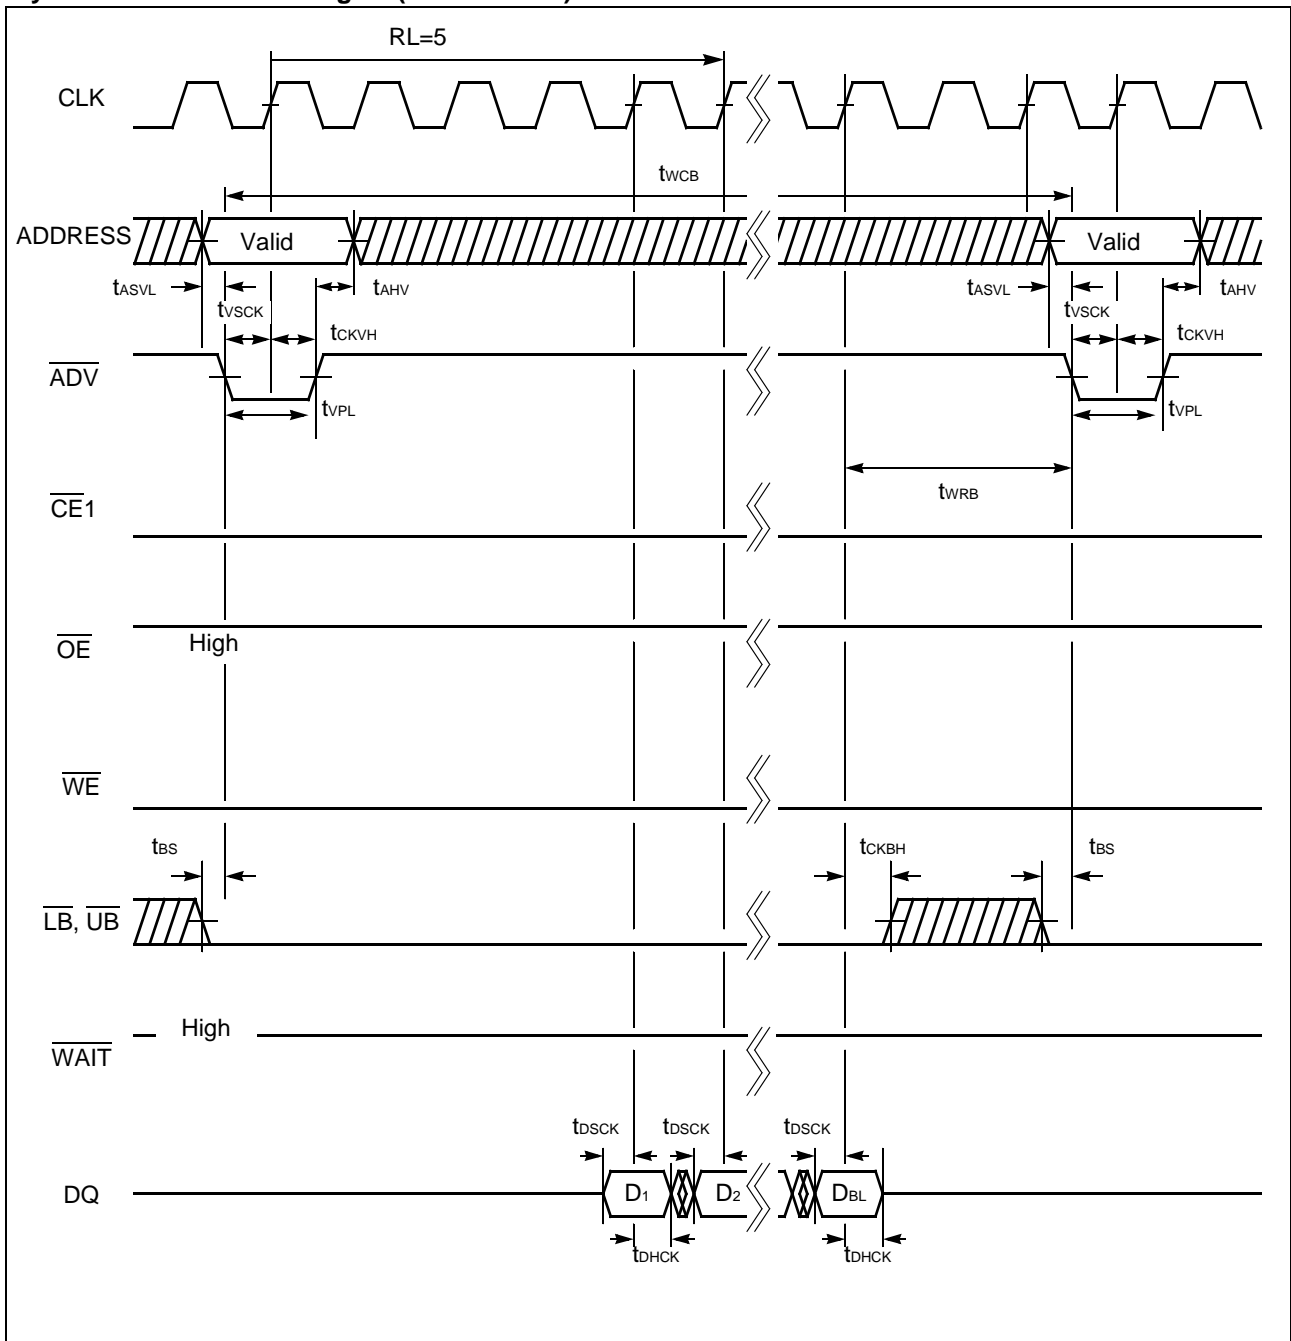 RL=5
CLK
tWCB
ADDRESS
Valid
Valid
tASVL
tVSCK
tAHV
tCKVH
tASVL
tVSCK
tAHV
tCKVH
ADV
tVPL
tVPL
CE1
tWRB
OE
High
WE
tBS
tCKBH
tBS
LB, UB
High
WAIT
tDSCK
tDSCK
tDSCK
DQ
D1
D2
DBL
tDHCK
tDHCK